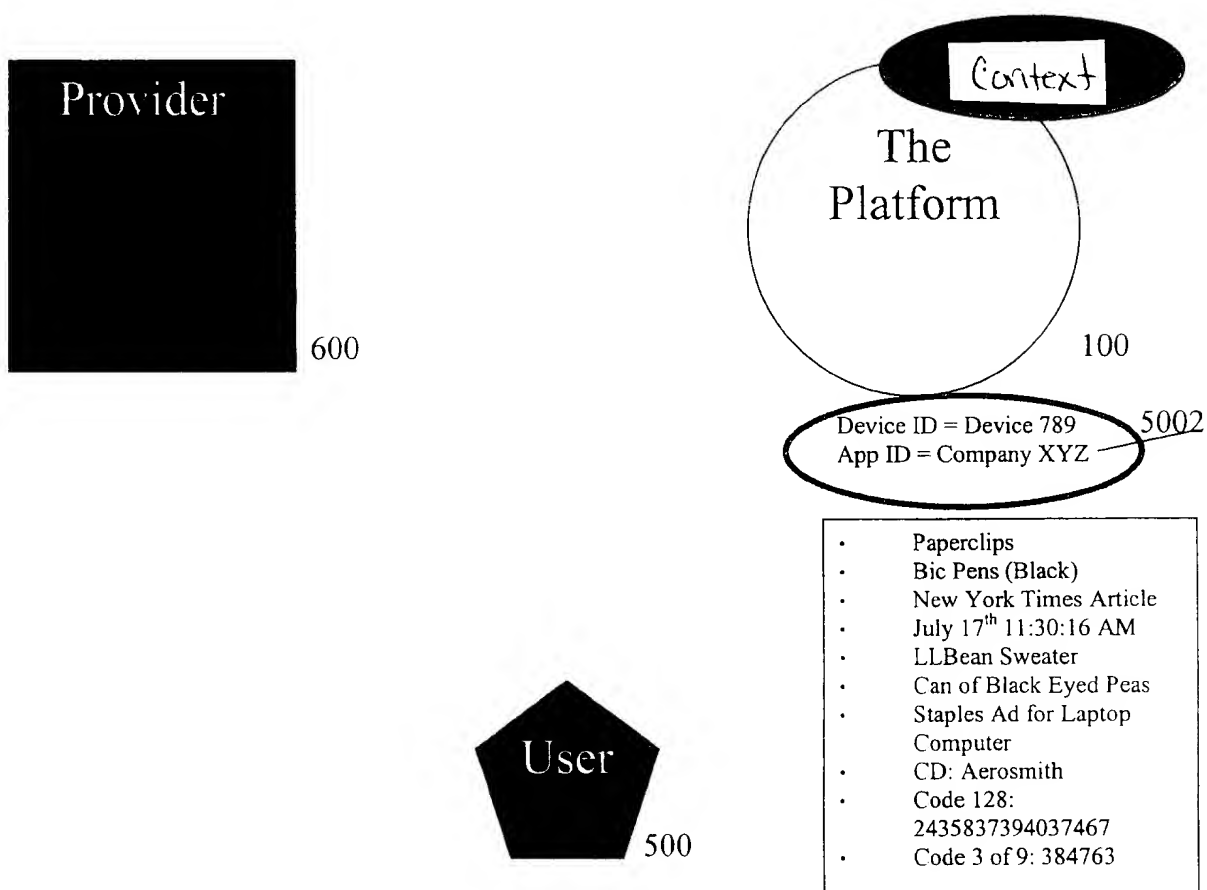 Provider
600
Context
The
Platform
100
Device ID = Device 789
App ID = Company XYZ
5002
· Paperclips
· Bic Pens (Black)
· New York Times Article
· July 17th 11:30:16 AM
· LLBean Sweater
· Can of Black Eyed Peas
· Staples Ad for Laptop
Computer
· CD: Aerosmith
· Code 128:
2435837394037467
· Code 3 of 9: 384763
User
500